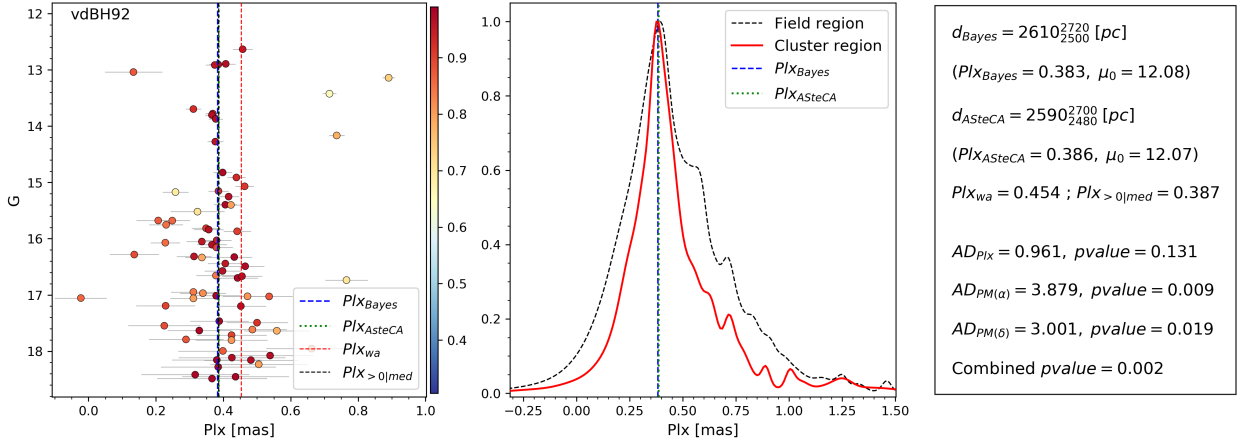 vdBH92
12
13
14
15
16
17
18
G
0.0
0.2
0.4
0.6
0.8
1.0
Plx [mas]
Plx_Bayes
Plx_AsteCA
Plx_wa
Plx_>0|med
0.9
0.8
0.7
0.6
0.5
0.4
1.0
0.8
0.6
0.4
0.2
0.0
−0.25
0.00
0.25
0.50
0.75
1.00
1.25
1.50
Plx [mas]
Field region
Cluster region
Plx_Bayes
Plx_ASteCA
d_Bayes = 2610^2720_2500 [pc]
(Plx_Bayes = 0.383, μ₀ = 12.08)
d_ASteCA = 2590^2700_2480 [pc]
(Plx_ASteCA = 0.386, μ₀ = 12.07)
Plx_wa = 0.454 ; Plx_>0|med = 0.387
AD_Plx = 0.961, pvalue = 0.131
AD_PM(α) = 3.879, pvalue = 0.009
AD_PM(δ) = 3.001, pvalue = 0.019
Combined pvalue = 0.002